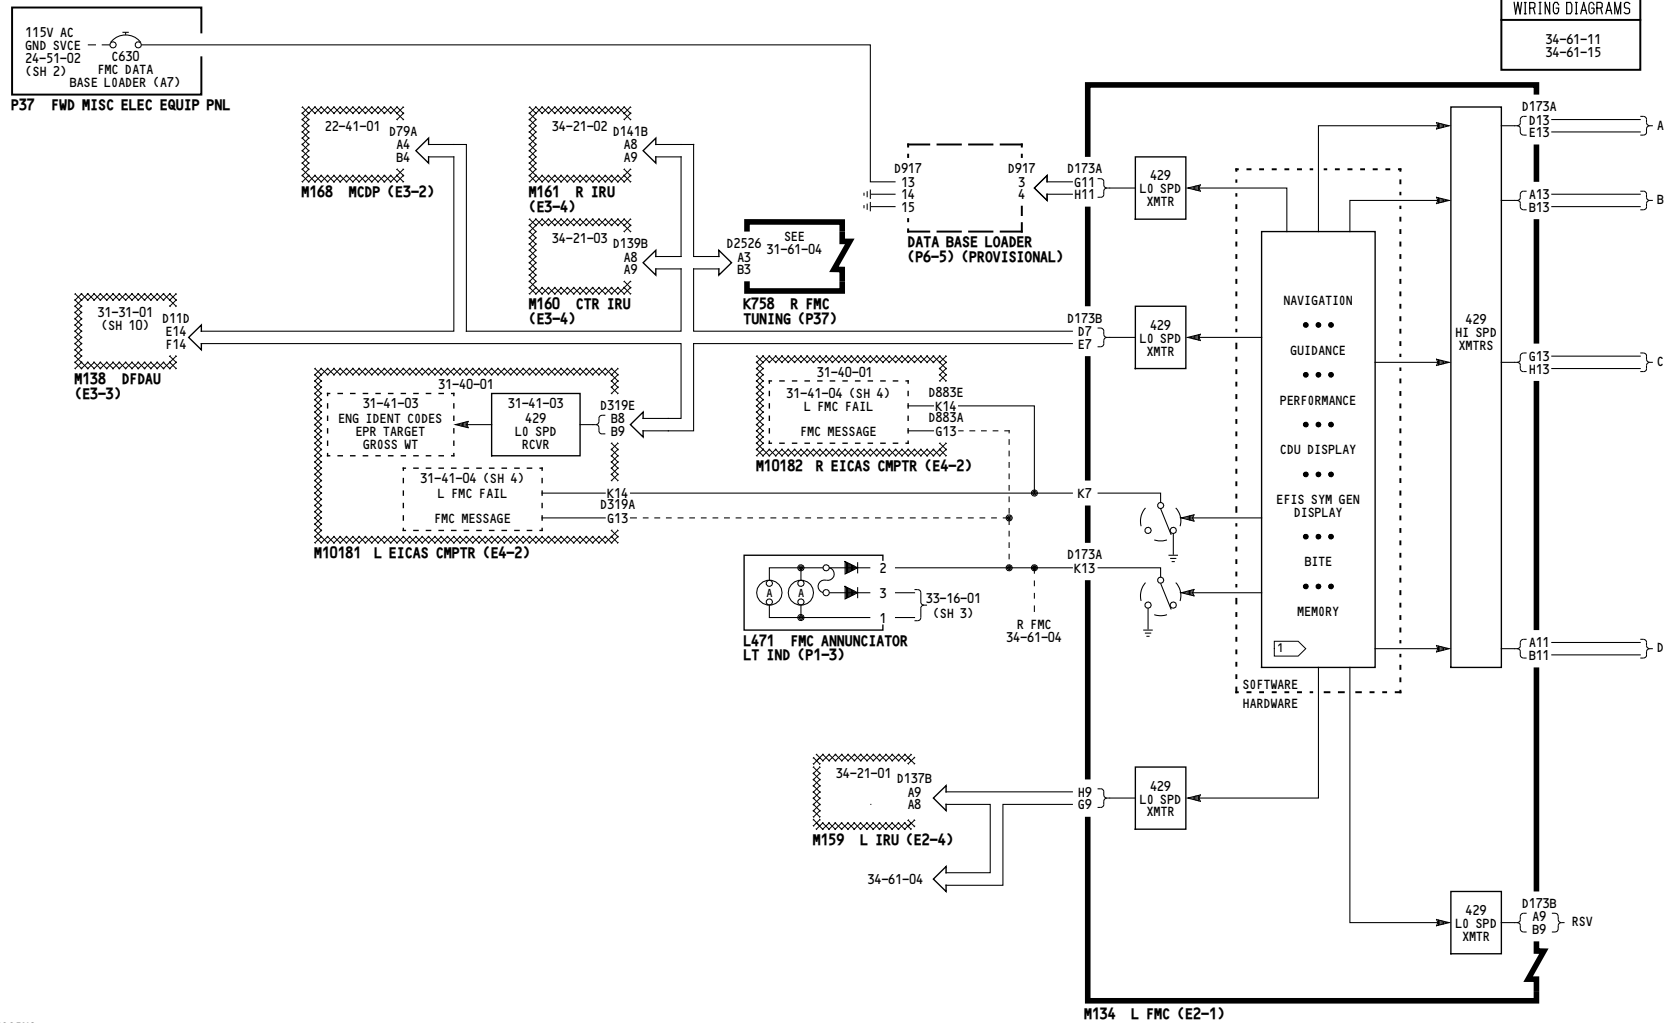 WIRING DIAGRAMS
34-61-11
34-61-15
115V AC
GND SVCE
24-51-02
(SH 2)
C630
FMC DATA
BASE LOADER (A7)
P37 FWD MISC ELEC EQUIP PNL
22-41-01
D79A
A4
B4
M168 MCDP (E3-2)
34-21-02
D141B
A8
A9
M161 R IRU
(E3-4)
34-21-03
D139B
A8
A9
M160 CTR IRU
(E3-4)
D2526
A3
B3
SEE
31-61-04
K758 R FMC
TUNING (P37)
D917
13
14
15
D917
3
4
DATA BASE LOADER
(P6-5) (PROVISIONAL)
D173A
G11
H11
429
LO SPD
XMTR
31-31-01
(SH 10)
D11D
E14
F14
M138 DFDAU
(E3-3)
D173B
D7
E7
429
LO SPD
XMTR
31-40-01
31-41-03
ENG IDENT CODES
EPR TARGET
GROSS WT
31-41-03
429
LO SPD
RCVR
D319E
B8
B9
31-41-04 (SH 4)
L FMC FAIL
FMC MESSAGE
K14
D319A
G13
M10181 L EICAS CMPTR (E4-2)
31-40-01
31-41-04 (SH 4)
L FMC FAIL
FMC MESSAGE
D883E
K14
D883A
G13
M10182 R EICAS CMPTR (E4-2)
K7
D173A
K13
A
A
2
3
1
33-16-01
(SH 3)
L471 FMC ANNUNCIATOR
LT IND (P1-3)
R FMC
34-61-04
NAVIGATION
GUIDANCE
PERFORMANCE
CDU DISPLAY
EFIS SYM GEN
DISPLAY
BITE
MEMORY
1
SOFTWARE
HARDWARE
429
HI SPD
XMTRS
D173A
D13
E13
A
A13
B13
B
G13
H13
C
A11
B11
D
34-21-01
D137B
A9
A8
M159 L IRU (E2-4)
34-61-04
H9
G9
429
LO SPD
XMTR
429
LO SPD
XMTR
D173B
A9
B9
RSV
M134 L FMC (E2-1)